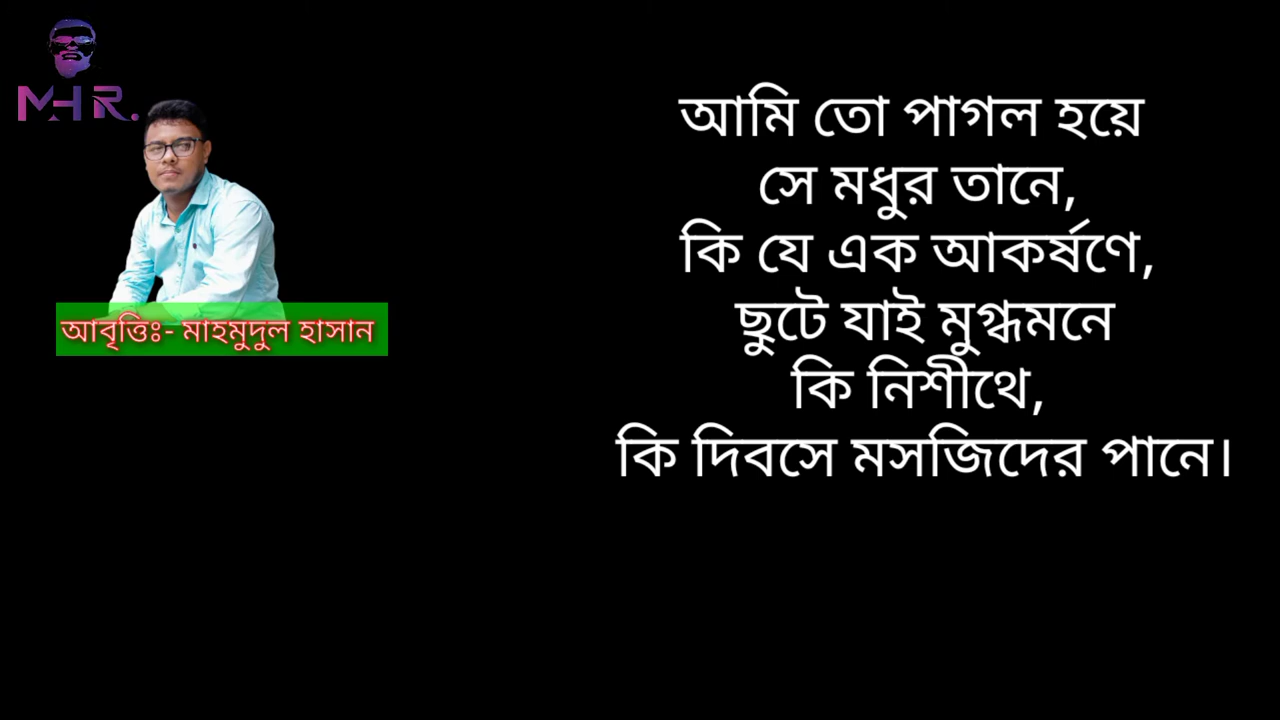 MHR.
আবৃত্তিঃ- মাহমুদুল হাসান
আমি তো পাগল হয়ে
সে মধুর তানে,
কি যে এক আকর্ষণে,
ছুটে যাই মুগ্ধমনে
কি নিশীথে,
কি দিবসে মসজিদের পানে।